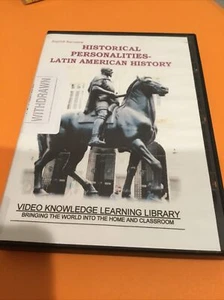 HISTORICAL
PERSONALITIES-
LATIN AMERICAN HISTORY
WITHDRAWN
VIDEO KNOWLEDGE LEARNING LIBRARY
BRINGING THE WORLD INTO THE HOME AND CLASSROOM